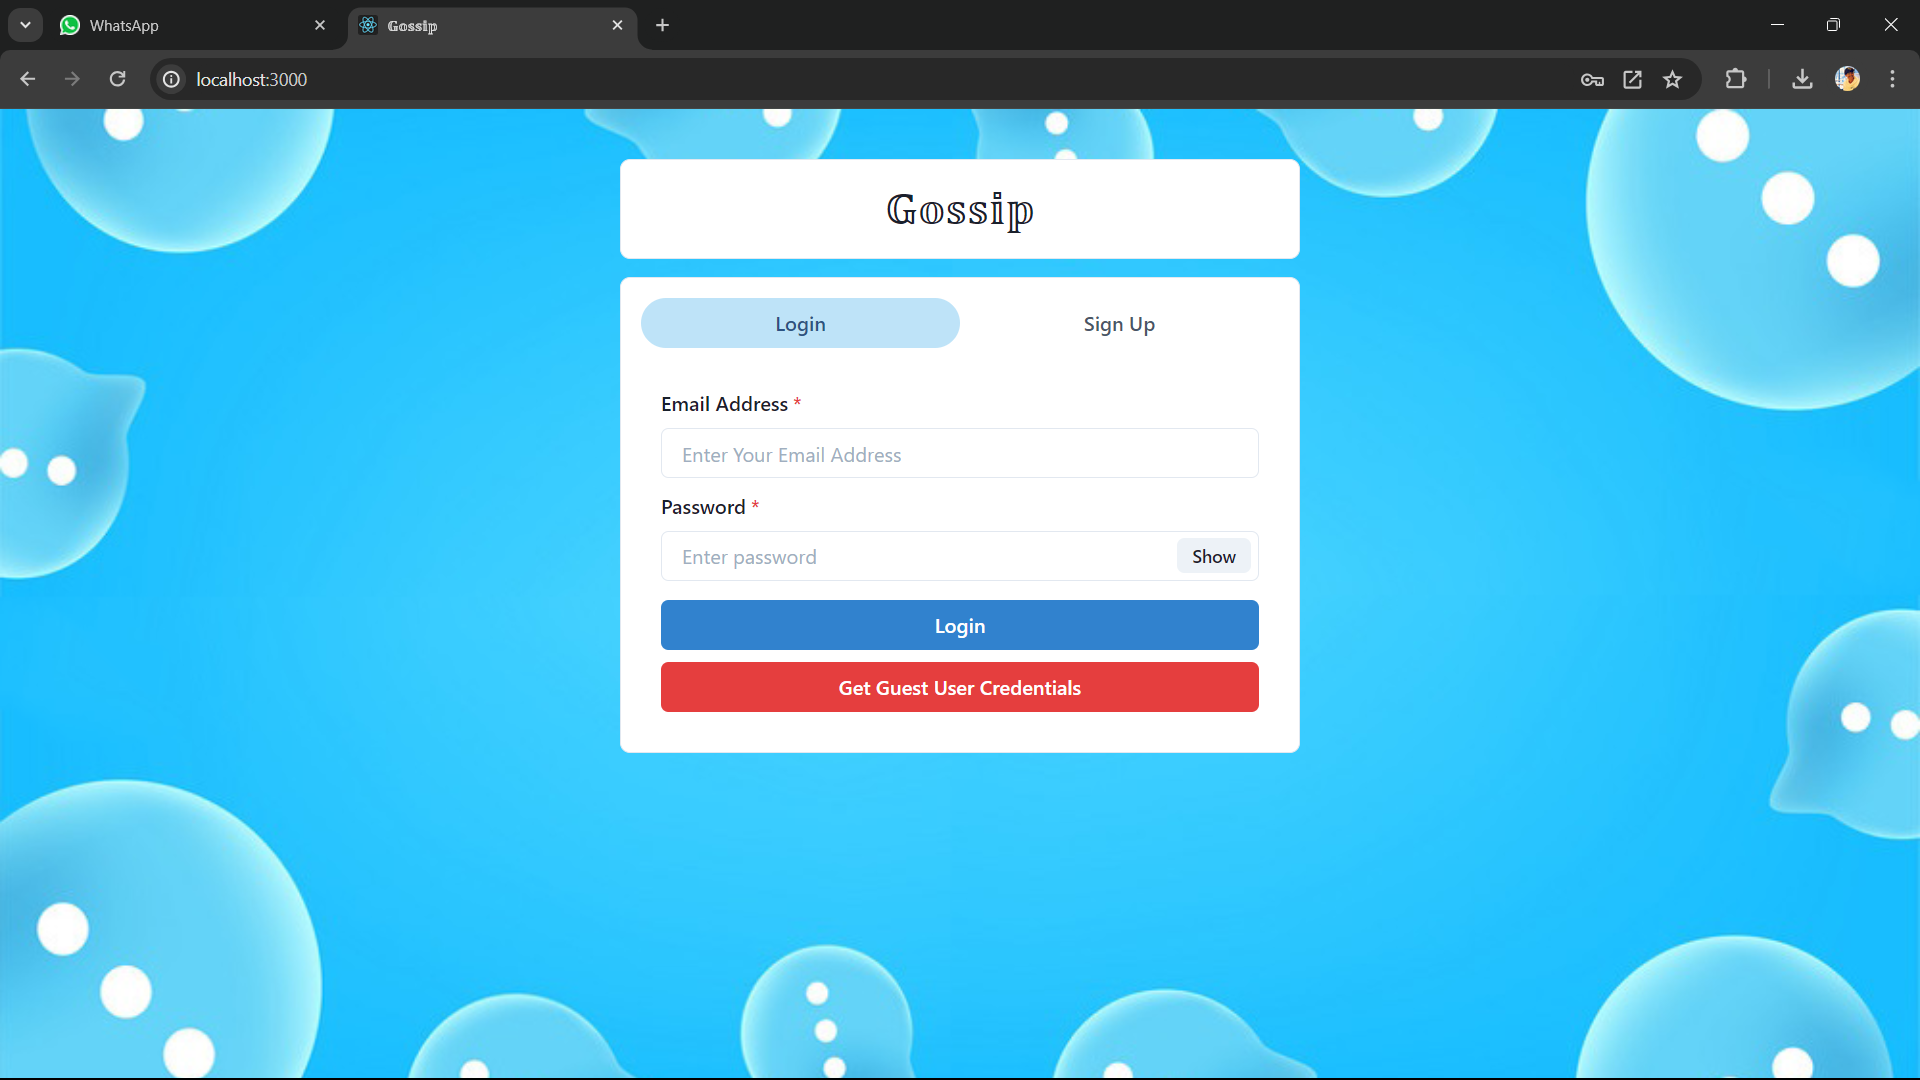 WhatsApp
𝔾𝕠𝕤𝕤𝕚𝕡
localhost:3000
𝔾𝕠𝕤𝕤𝕚𝕡
Login
Sign Up
Email Address *
Enter Your Email Address
Password *
Enter password
Show
Login
Get Guest User Credentials